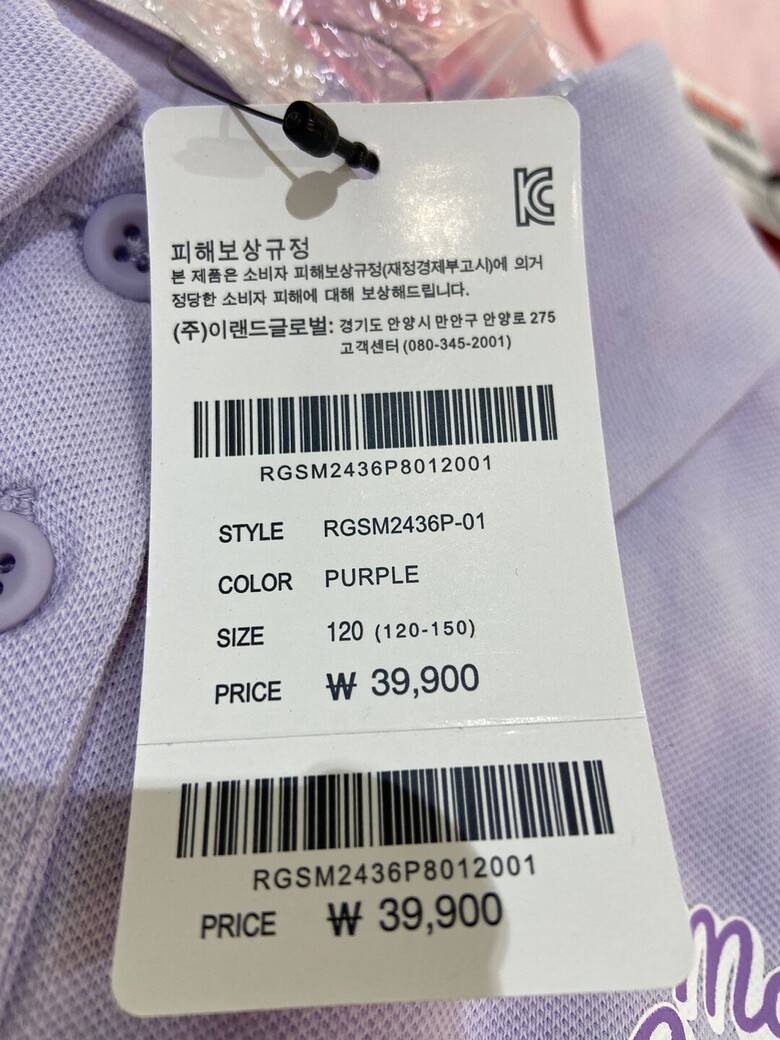 KC
피해보상규정
본 제품은 소비자 피해보상규정(재정경제부고시)에 의거
정당한 소비자 피해에 대해 보상해드립니다.
(주)이랜드글로벌: 경기도 안양시 만안구 안양로 275
고객센터 (080-345-2001)
RGSM2436P8012001
STYLE RGSM2436P-01
COLOR PURPLE
SIZE 120 (120-150)
PRICE ₩ 39,900
RGSM2436P8012001
PRICE ₩ 39,900